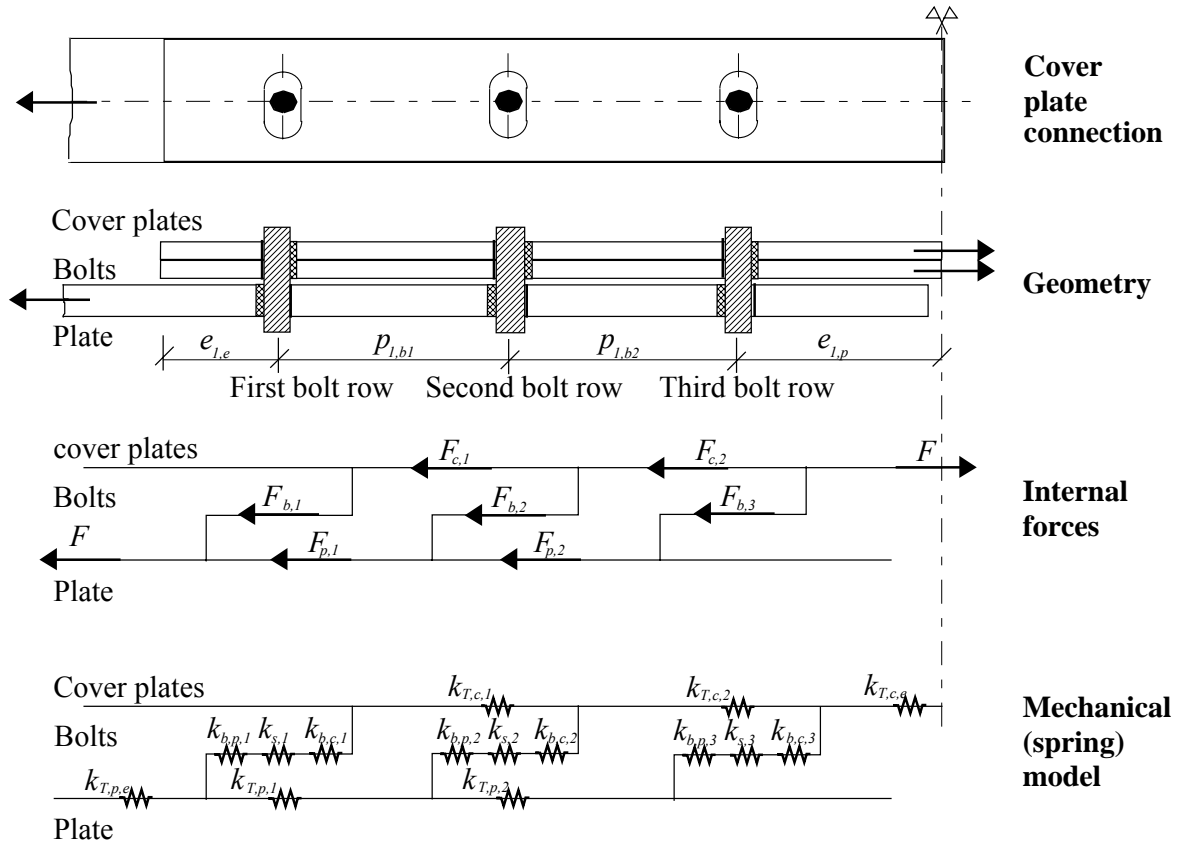 Cover
plate
connection
Cover plates
Bolts
Plate
Geometry
e1,e
p1,b1
p1,b2
e1,p
First bolt row
Second bolt row
Third bolt row
cover plates
Bolts
Plate
Fc,1
Fc,2
F
Fb,1
Fb,2
Fb,3
F
Fp,1
Fp,2
Internal
forces
Cover plates
Bolts
Plate
kT,c,1
kT,c,2
kT,c,e
kb,p,1
ks,1
kb,c,1
kb,p,2
ks,2
kb,c,2
kb,p,3
ks,3
kb,c,3
kT,p,e
kT,p,1
kT,p,2
Mechanical
(spring)
model